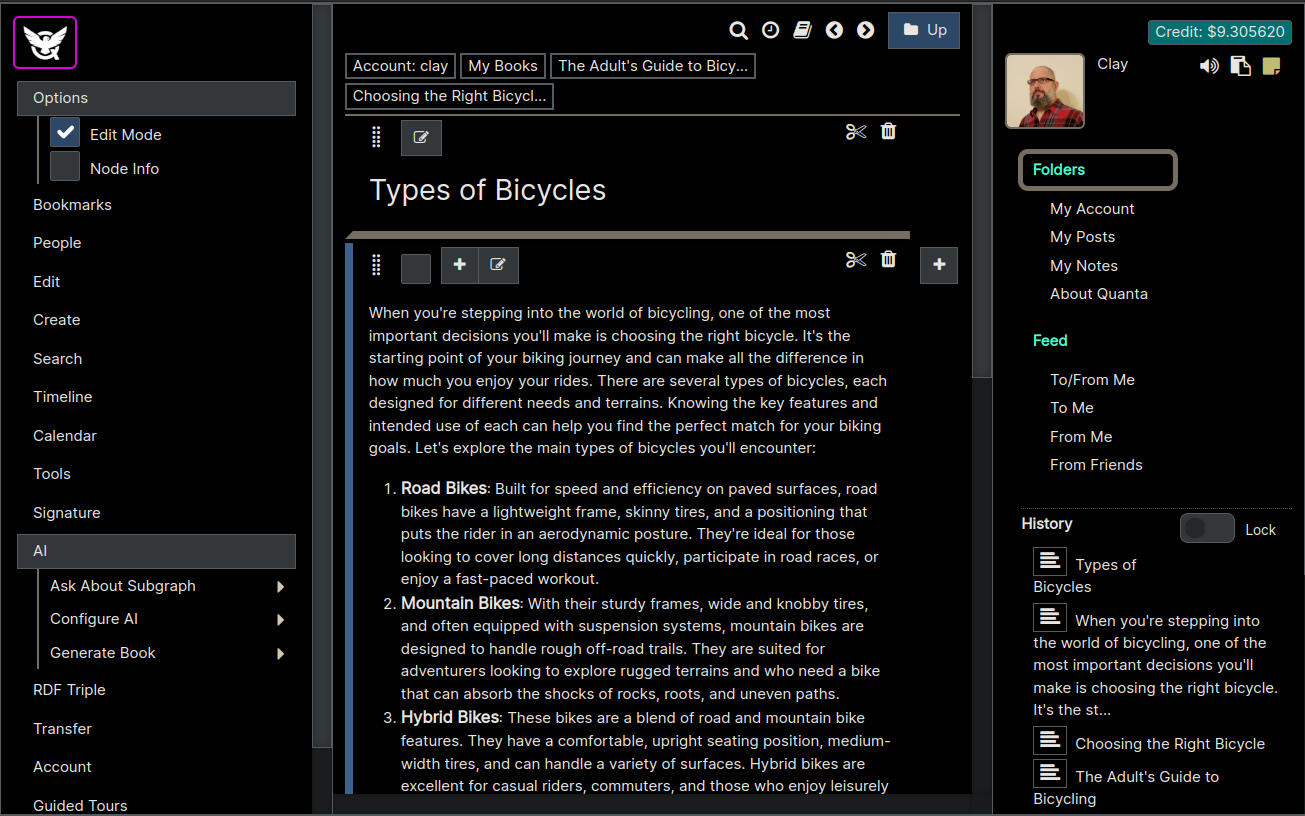 Options
Edit Mode
Node Info
Bookmarks
People
Edit
Create
Search
Timeline
Calendar
Tools
Signature
AI
Ask About Subgraph
Configure AI
Generate Book
RDF Triple
Transfer
Account
Guided Tours
Up
Account: clay
My Books
The Adult's Guide to Bicy...
Choosing the Right Bicycl...
Types of Bicycles
When you're stepping into the world of bicycling, one of the most
important decisions you'll make is choosing the right bicycle. It's the
starting point of your biking journey and can make all the difference in
how much you enjoy your rides. There are several types of bicycles, each
designed for different needs and terrains. Knowing the key features and
intended use of each can help you find the perfect match for your biking
goals. Let's explore the main types of bicycles you'll encounter:
1. Road Bikes: Built for speed and efficiency on paved surfaces, road
bikes have a lightweight frame, skinny tires, and a positioning that
puts the rider in an aerodynamic posture. They're ideal for those
looking to cover long distances quickly, participate in road races, or
enjoy a fast-paced workout.
2. Mountain Bikes: With their sturdy frames, wide and knobby tires,
and often equipped with suspension systems, mountain bikes are
designed to handle rough off-road trails. They are suited for
adventurers looking to explore rugged terrains and who need a bike
that can absorb the shocks of rocks, roots, and uneven paths.
3. Hybrid Bikes: These bikes are a blend of road and mountain bike
features. They have a comfortable, upright seating position, medium-
width tires, and can handle a variety of surfaces. Hybrid bikes are
excellent for casual riders, commuters, and those who enjoy leisurely
Credit: $9.305620
Clay
Folders
My Account
My Posts
My Notes
About Quanta
Feed
To/From Me
To Me
From Me
From Friends
History
Lock
Types of
Bicycles
When you're stepping into
the world of bicycling, one of the
most important decisions you'll
make is choosing the right bicycle.
It's the st...
Choosing the Right Bicycle
The Adult's Guide to
Bicycling